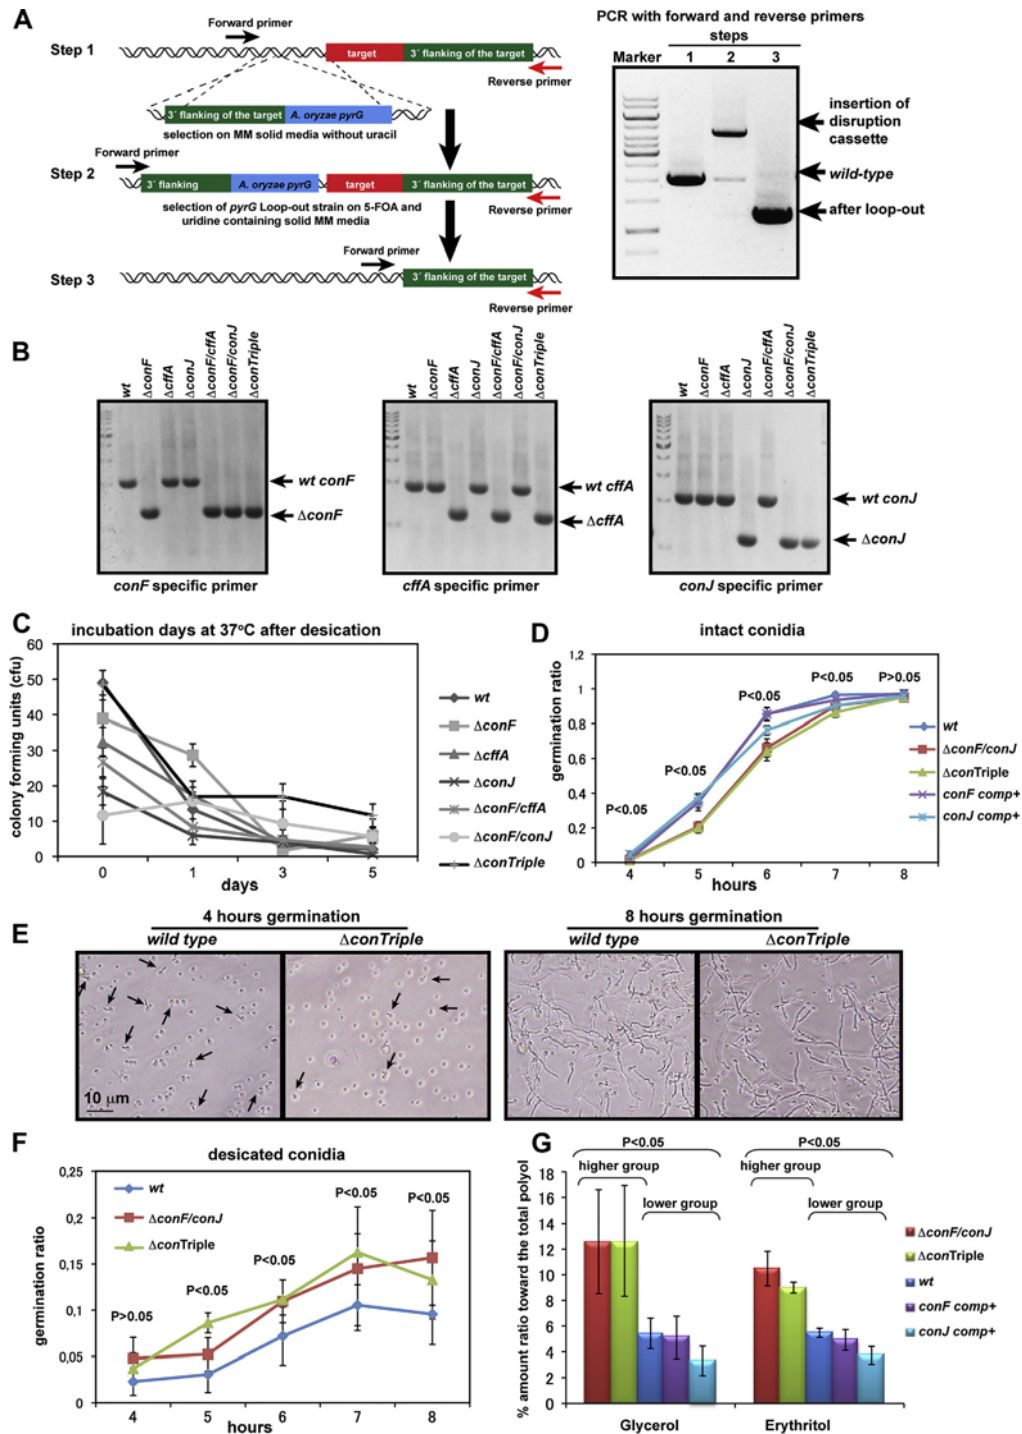 A
Forward primer
Step 1
target
3´ flanking of the target
Reverse primer
3´ flanking of the target
A. oryzae pyrG
selection on MM solid media without uracil
Forward primer
Step 2
3´ flanking
A. oryzae pyrG
target
3´ flanking of the target
Reverse primer
selection of pyrG Loop-out strain on 5-FOA and
uridine containing solid MM media
Forward primer
Step 3
3´ flanking of the target
Reverse primer
PCR with forward and reverse primers
steps
Marker 1 2 3
insertion of
disruption
cassette
wild-type
after loop-out
B
wt
ΔconF
ΔcffA
ΔconJ
ΔconF/cffA
ΔconF/conJ
ΔconTriple
wt conF
ΔconF
conF specific primer
wt
ΔconF
ΔcffA
ΔconJ
ΔconF/cffA
ΔconF/conJ
ΔconTriple
wt cffA
ΔcffA
cffA specific primer
wt
ΔconF
ΔcffA
ΔconJ
ΔconF/cffA
ΔconF/conJ
ΔconTriple
wt conJ
ΔconJ
conJ specific primer
C
incubation days at 37°C after desication
colony forming units (cfu)
60
50
40
30
20
10
0
0 1 3 5
days
wt
ΔconF
ΔcffA
ΔconJ
ΔconF/cffA
ΔconF/conJ
ΔconTriple
D
intact conidia
germination ratio
1,2
1
0,8
0,6
0,4
0,2
0
P<0.05
P<0.05
P<0.05
P<0.05
P>0.05
4 5 6 7 8
hours
wt
ΔconF/conJ
ΔconTriple
conF comp+
conJ comp+
E
4 hours germination
wild type
ΔconTriple
10 µm
8 hours germination
wild type
ΔconTriple
F
desicated conidia
germination ratio
0,25
0,2
0,15
0,1
0,05
0
wt
ΔconF/conJ
ΔconTriple
P>0.05
P<0.05
P<0.05
P<0.05
P<0.05
4 5 6 7 8
hours
G
% amount ratio toward the total polyol
P<0.05
higher group
lower group
P<0.05
higher group
lower group
18
16
14
12
10
8
6
4
2
0
Glycerol
Erythritol
ΔconF/conJ
ΔconTriple
wt
conF comp+
conJ comp+